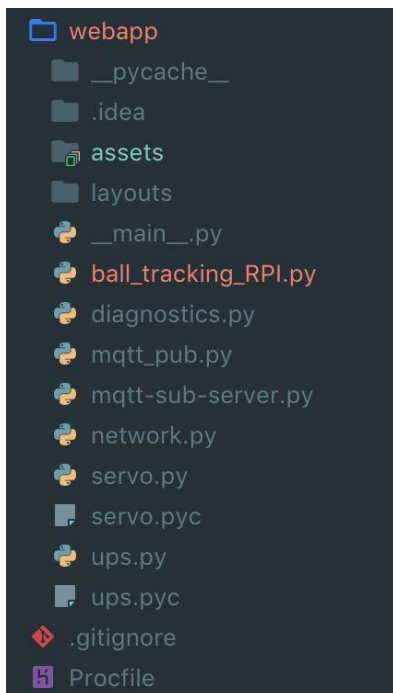 webapp
__pycache__
.idea
assets
layouts
__main__.py
ball_tracking_RPI.py
diagnostics.py
mqtt_pub.py
mqtt-sub-server.py
network.py
servo.py
servo.pyc
ups.py
ups.pyc
.gitignore
Procfile